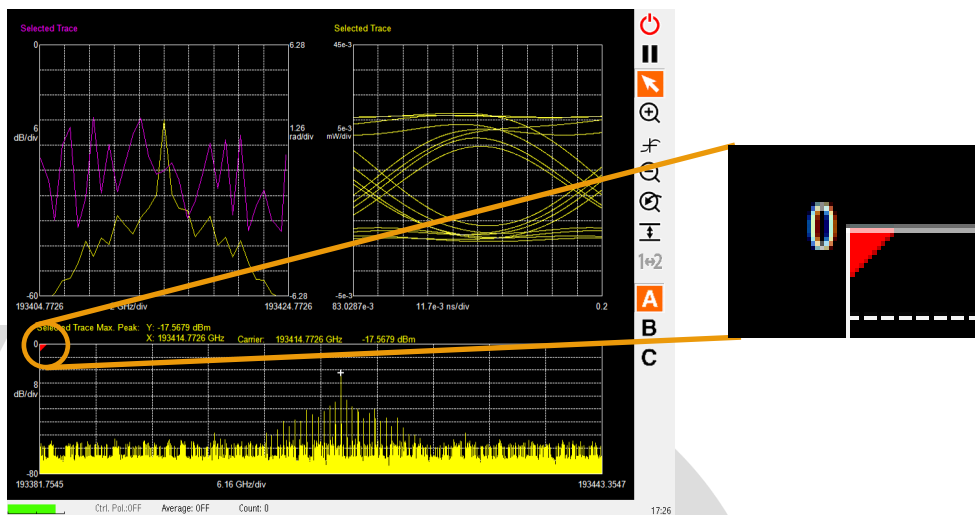 Selected Trace
0
6.28
6
dB/div
1.26
rad/div
-60
-6.28
193404.7726
GHz/div
193424.7726
Selected Trace
45e-3
5e-3
mW/div
-5e-3
83.0287e-3
11.7e-3 ns/div
0.2
Selected Trace Max. Peak: Y: -17.5679 dBm
X: 193414.7726 GHz Carrier: 193414.7726 GHz -17.5679 dBm
0
8
dB/div
-80
193381.7545
6.16 GHz/div
193443.3547
1⇔2
A
B
C
0
Ctrl. Pol.:OFF Average: OFF Count: 0
17:26